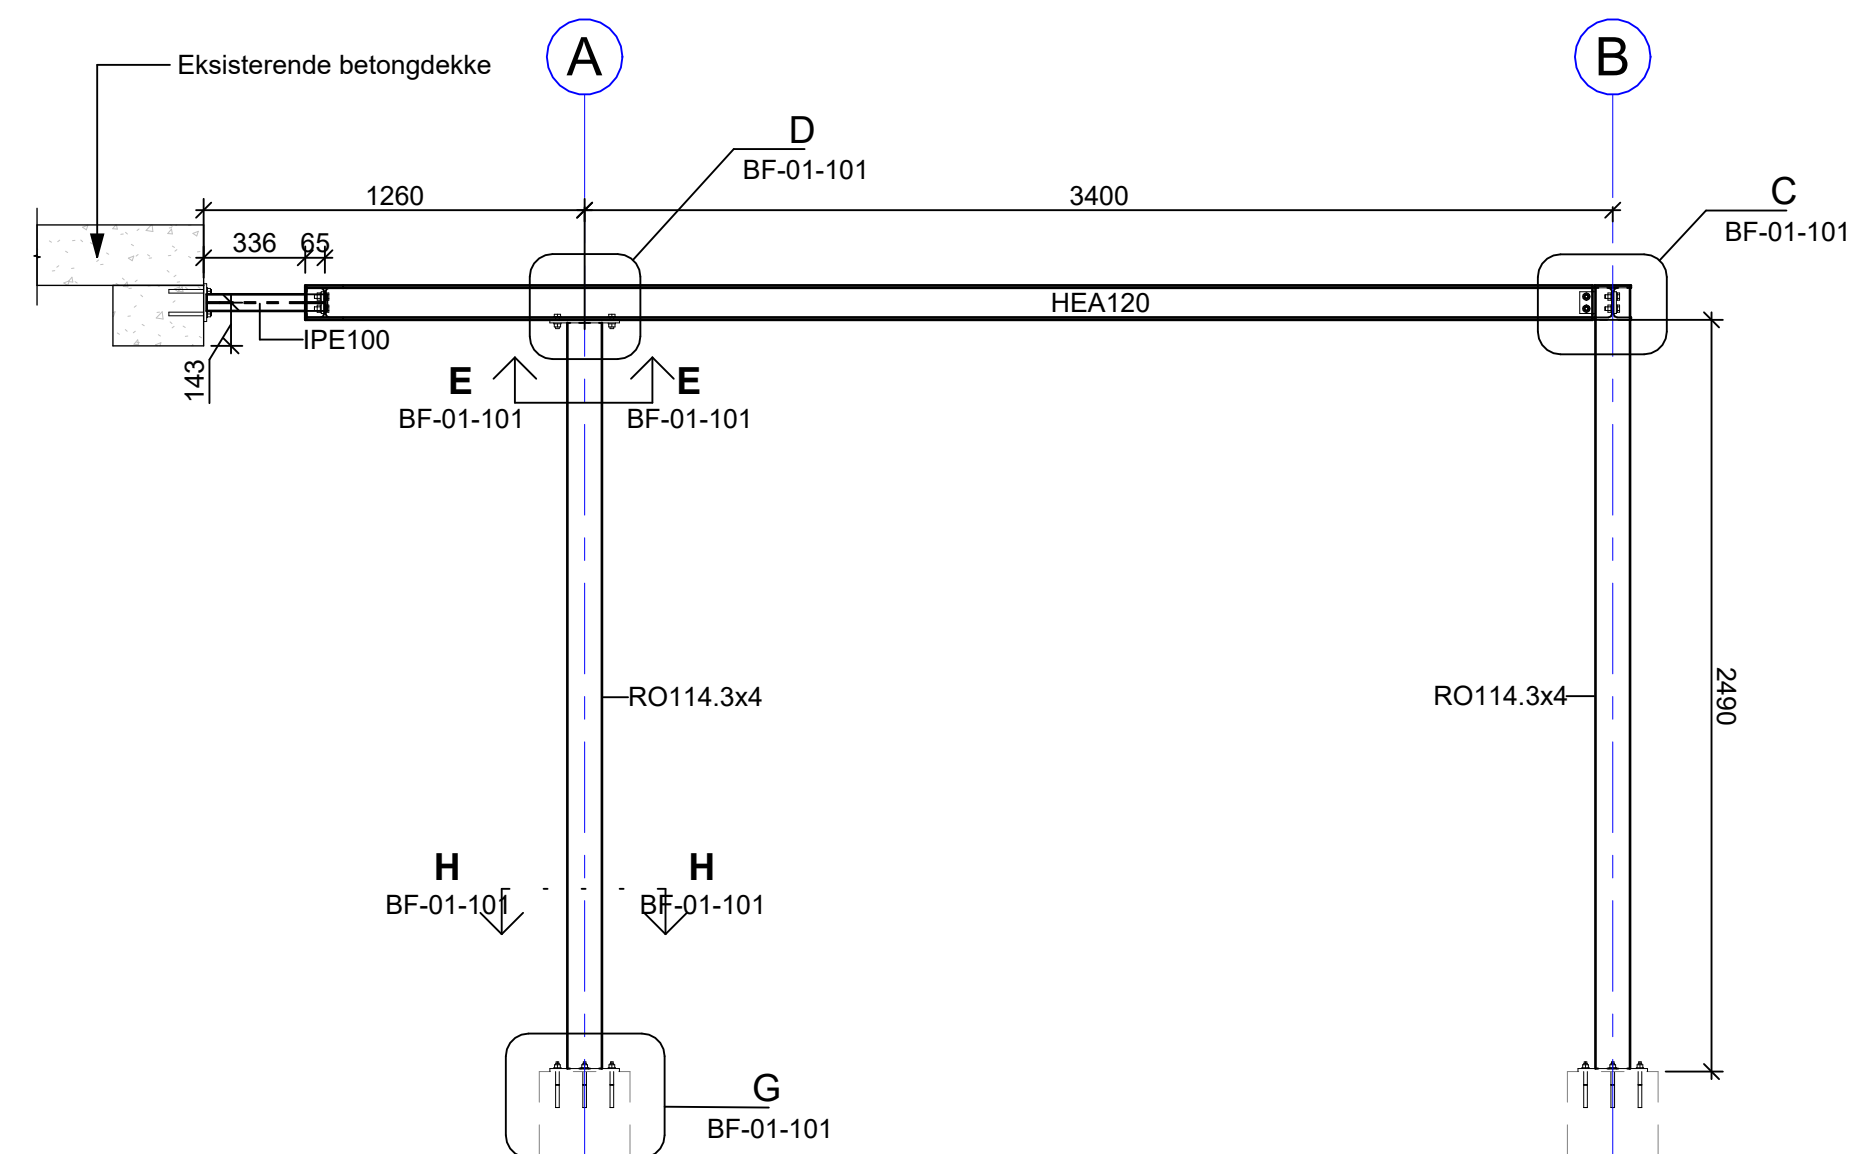 A
B
Eksisterende betongdekke
D
BF-01-101
C
BF-01-101
1260
3400
336
65
HEA120
IPE100
143
E
E
BF-01-101
BF-01-101
RO114.3x4
RO114.3x4
2490
H
H
BF-01-101
BF-01-101
G
BF-01-101